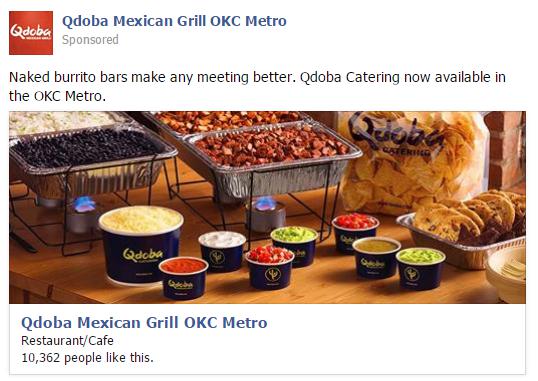 Qdoba
MEXICAN GRILL
Qdoba Mexican Grill OKC Metro
Sponsored
Naked burrito bars make any meeting better. Qdoba Catering now available in
the OKC Metro.
Qdoba
CATERING
Qdoba
Qdoba
Qdoba
Qdoba
Qdoba Mexican Grill OKC Metro
Restaurant/Cafe
10,362 people like this.